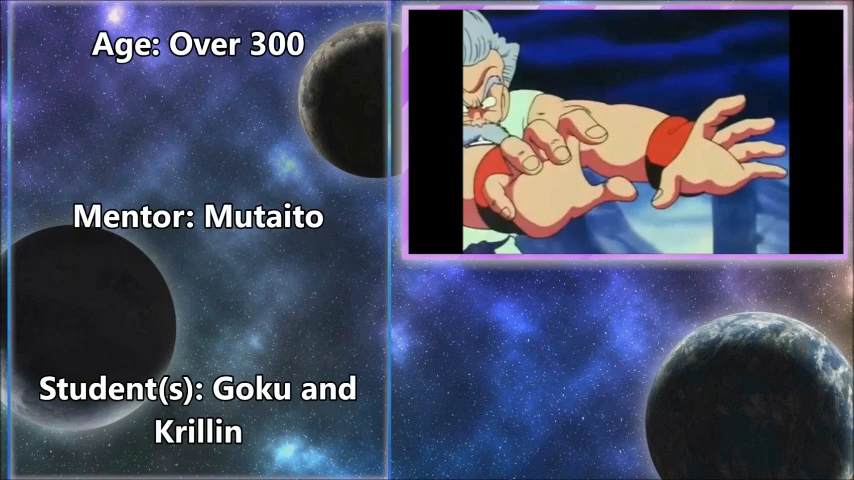 Age: Over 300
Mentor: Mutaito
Student(s): Goku and
Krillin